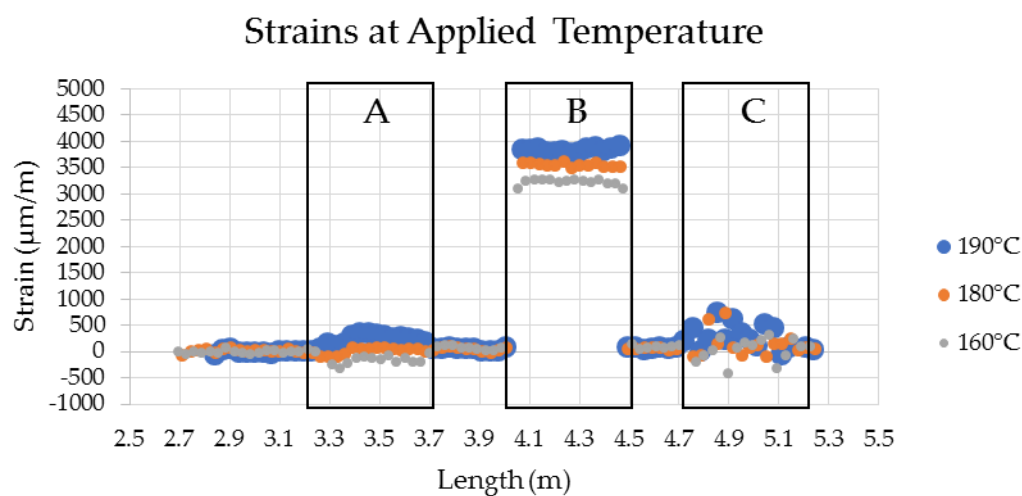 Strains at Applied Temperature
A
B
C
5000
4500
4000
3500
3000
2500
2000
1500
1000
500
0
-500
-1000
Strain (μm/m)
2.5 2.7 2.9 3.1 3.3 3.5 3.7 3.9 4.1 4.3 4.5 4.7 4.9 5.1 5.3 5.5
Length (m)
190°C
180°C
160°C